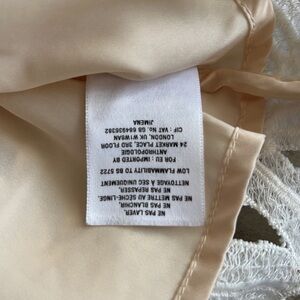 NE PAS LAVER.
NE PAS BLANCHIR.
NE PAS METTRE AU SÈCHE-LINGE.
NE PAS REPASSER.
NETTOYAGE À SEC UNIQUEMENT
LOW FLAMMABILITY TO BS 5722
FOR EU - IMPORTED BY
ANTHROPOLOGIE
24 MARKET PLACE, 3RD FLOOR
LONDON, UK W1W8AN
CIF : VAT No. GB 684936382
JIMENA